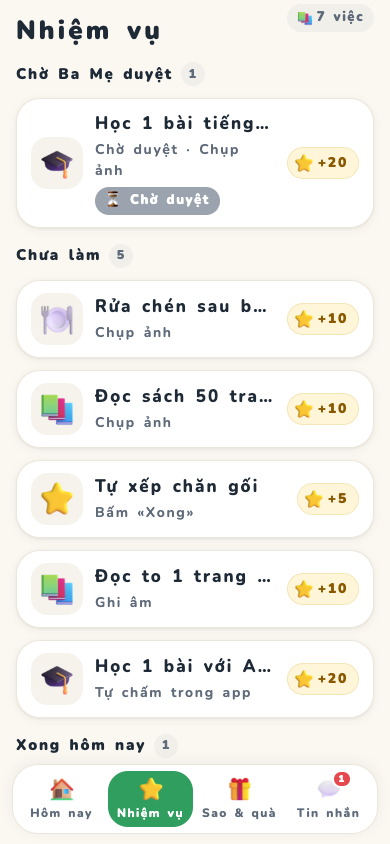 Nhiệm vụ
7 việc
Chờ Ba Mẹ duyệt 1
Học 1 bài tiếng...
Chờ duyệt · Chụp
ảnh
Chờ duyệt
+20
Chưa làm 5
Rửa chén sau b...
Chụp ảnh
+10
Đọc sách 50 tra...
Chụp ảnh
+10
Tự xếp chăn gối
Bấm «Xong»
+5
Đọc to 1 trang ...
Ghi âm
+10
Học 1 bài với A...
Tự chấm trong app
+20
Xong hôm nay 1
1
Hôm nay Nhiệm vụ Sao & quà Tin nhắn